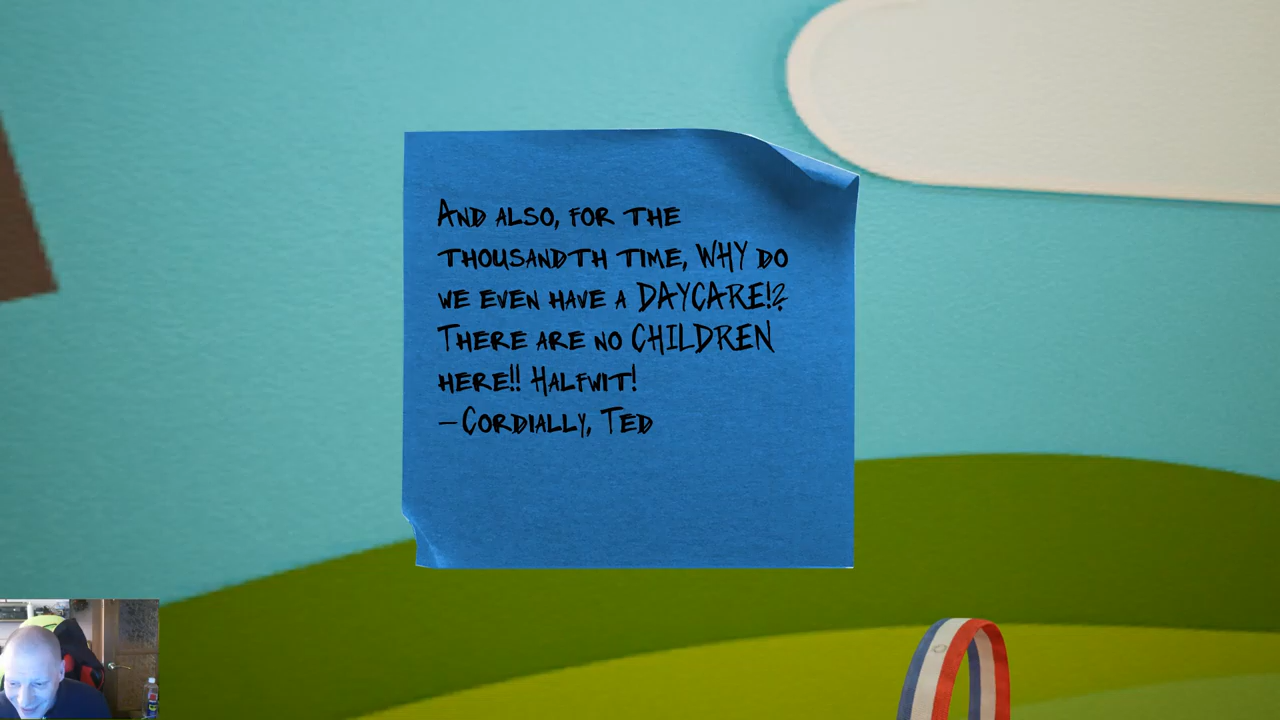 And also, for the
thousandth time, WHY do
we even have a DAYCARE!?
There are no CHILDREN
here!! Halfwit!
– Cordially, Ted